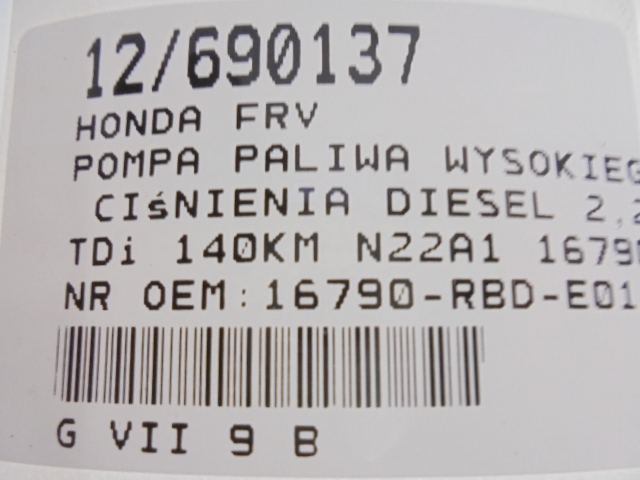 12/690137
HONDA FRV
POMPA PALIWA WYSOKIEG
CIśNIENIA DIESEL 2,2
TDi 140KM N22A1 1679
NR OEM:16790-RBD-E01
G VII 9 B